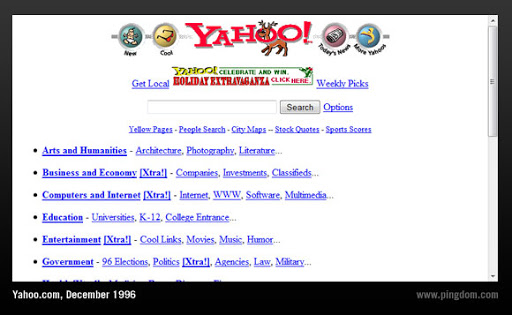 YAHOO!
New Cool Today's News More Yahoos
Get Local YAHOO! CELEBRATE AND WIN. HOLIDAY EXTRAVAGANZA CLICK HERE. Weekly Picks
Search Options
Yellow Pages - People Search - City Maps -- Stock Quotes - Sports Scores
Arts and Humanities - Architecture, Photography, Literature...
Business and Economy [Xtra!] - Companies, Investments, Classifieds...
Computers and Internet [Xtra!] - Internet, WWW, Software, Multimedia...
Education - Universities, K-12, College Entrance...
Entertainment [Xtra!] - Cool Links, Movies, Music, Humor...
Government - 96 Elections, Politics [Xtra!], Agencies, Law, Military...
Yahoo.com, December 1996 www.pingdom.com